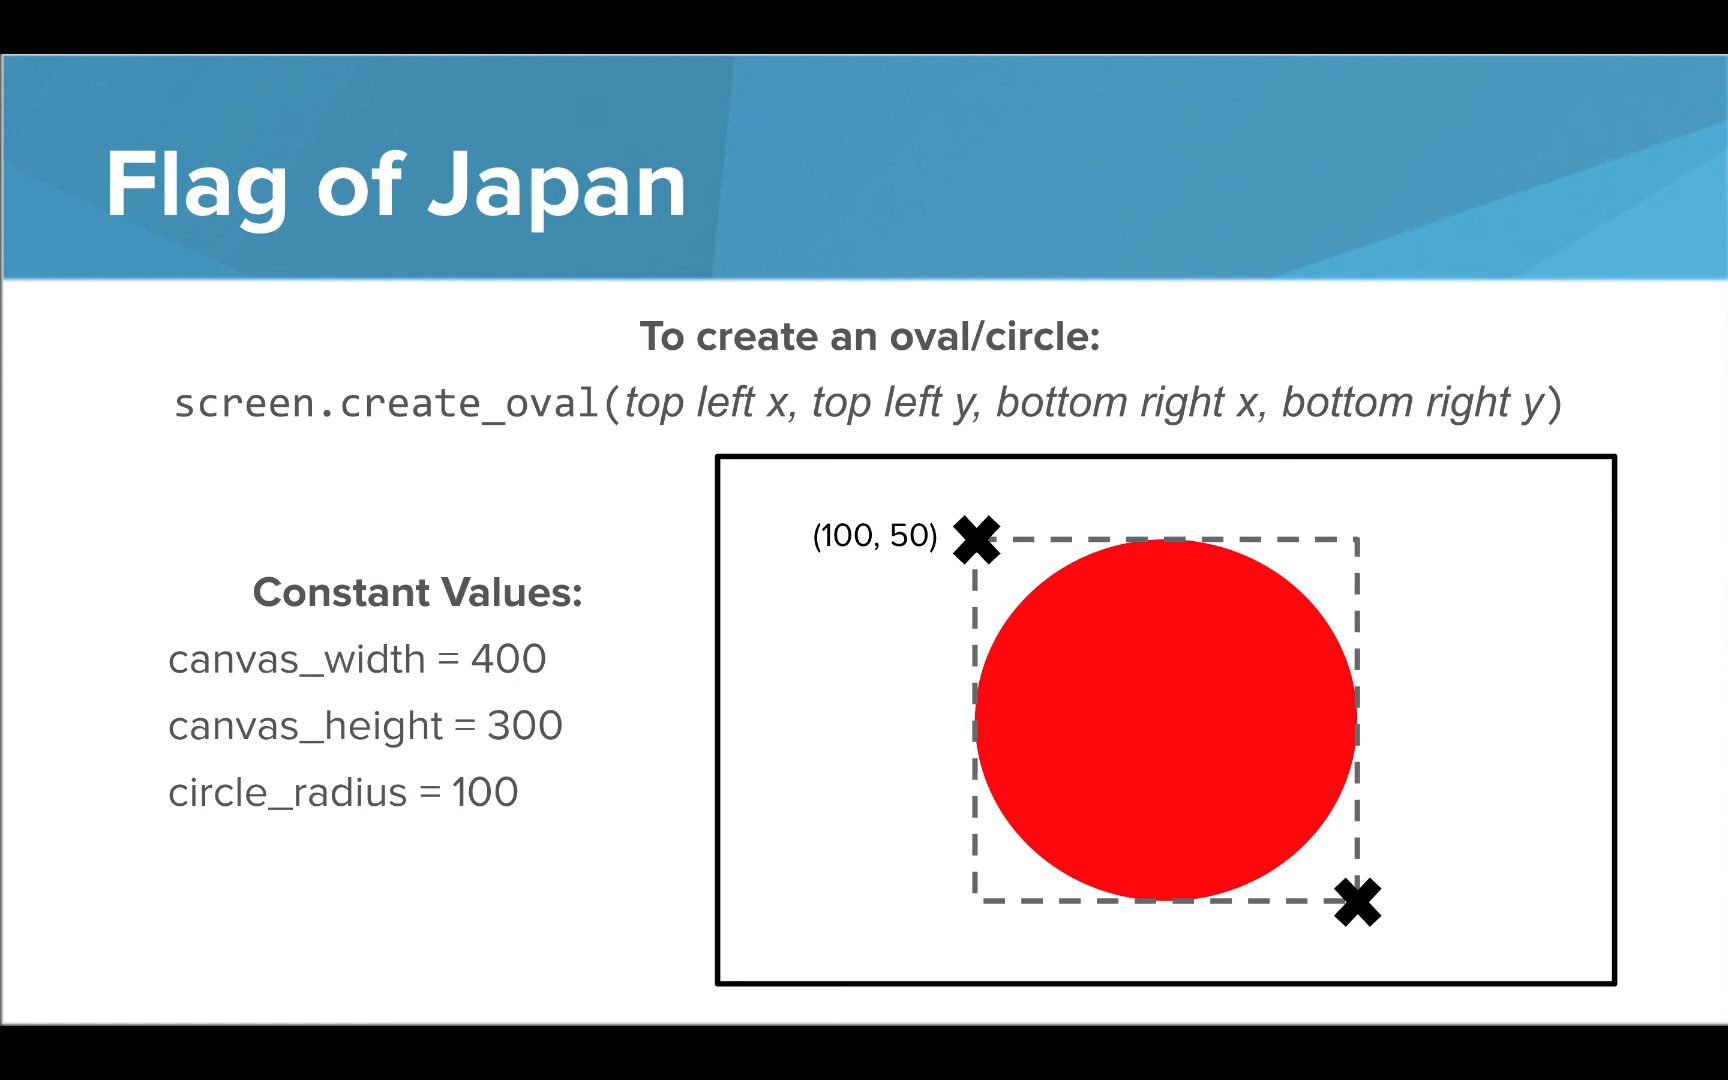 Flag of Japan
To create an oval/circle:
screen.create_oval(top left x, top left y, bottom right x, bottom right y)
(100, 50)
Constant Values:
canvas_width = 400
canvas_height = 300
circle_radius = 100